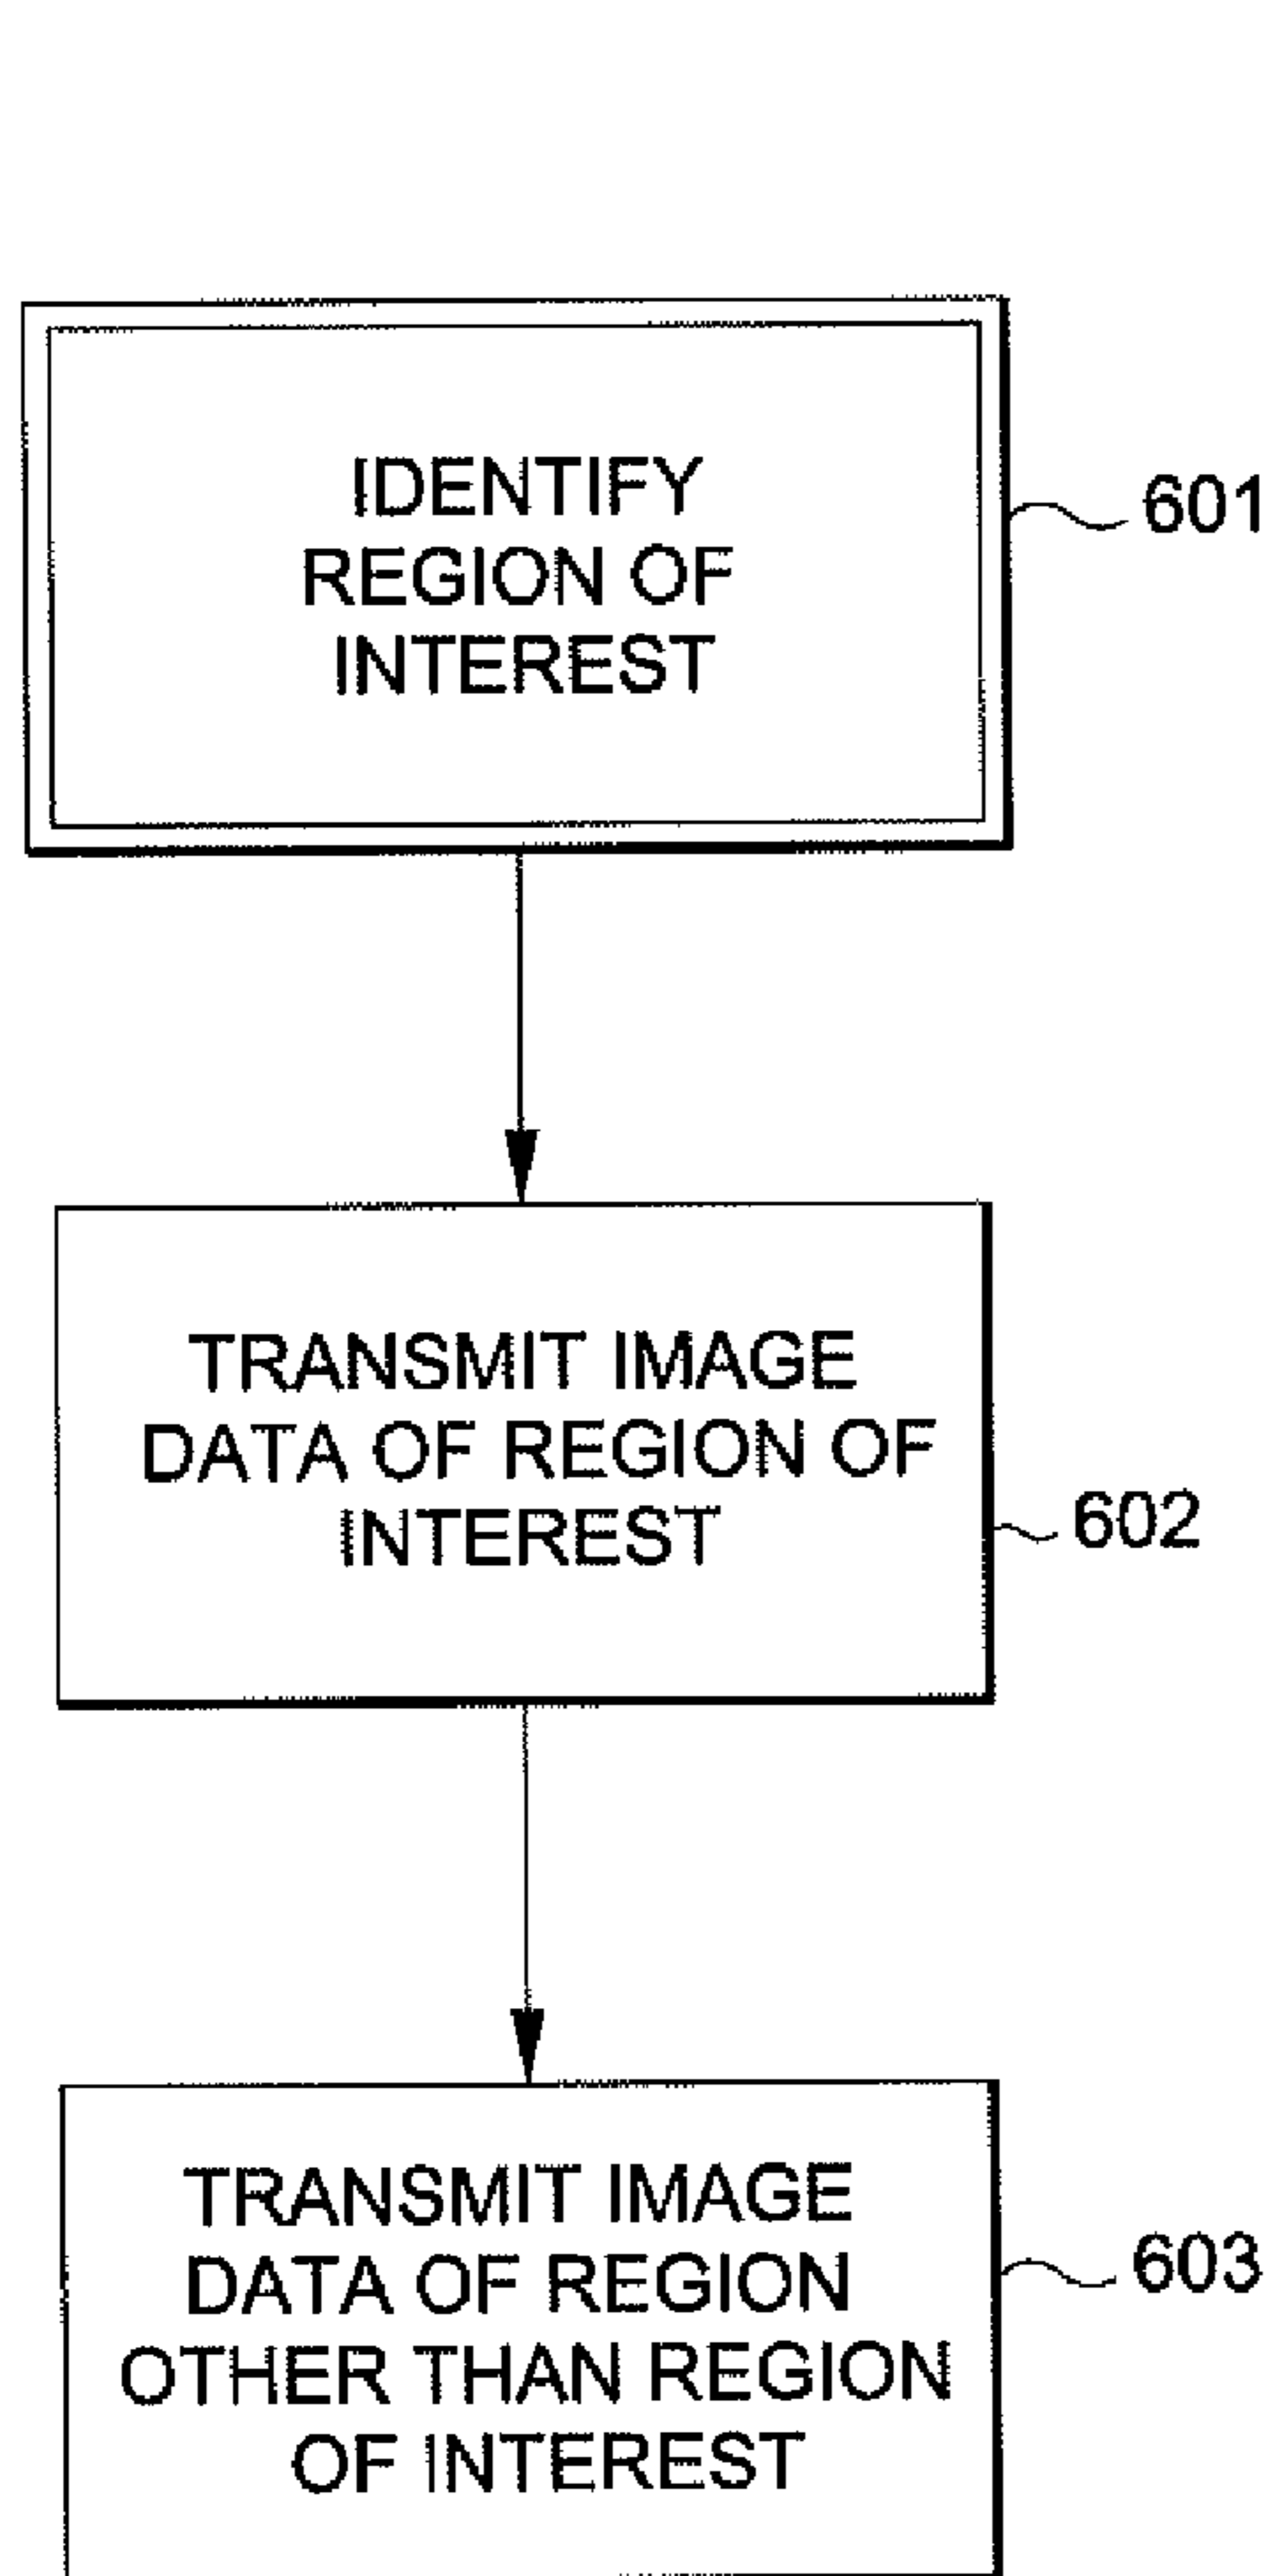 IDENTIFY
REGION OF
INTEREST
601
TRANSMIT IMAGE
DATA OF REGION OF
INTEREST
602
TRANSMIT IMAGE
DATA OF REGION
OTHER THAN REGION
OF INTEREST
603